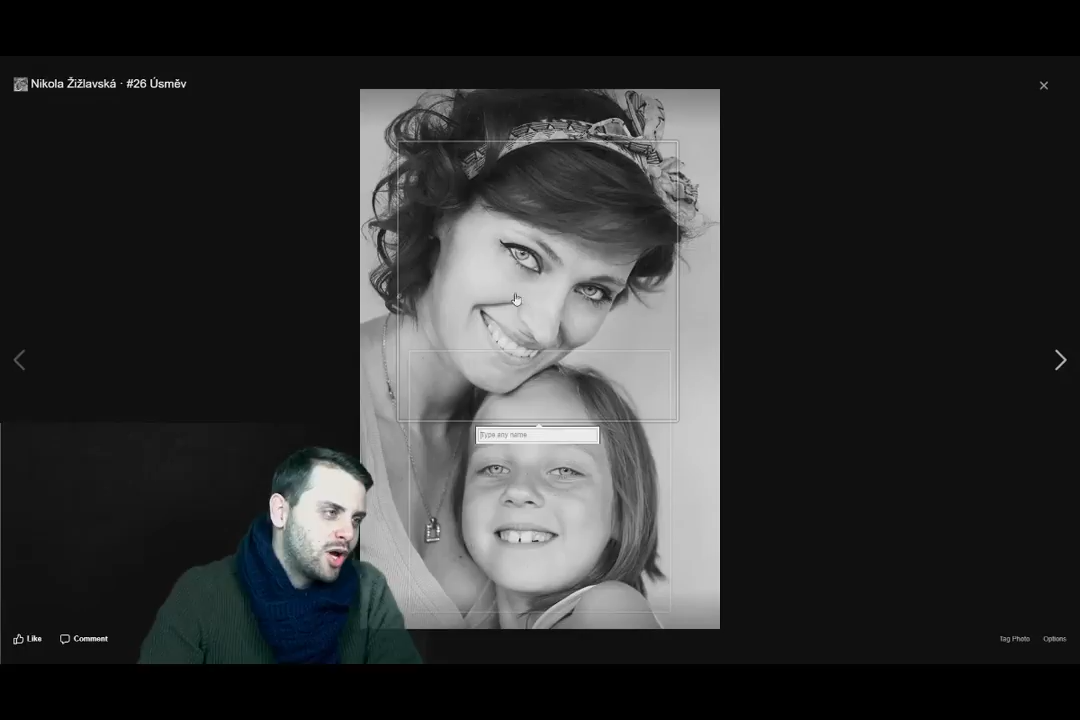 Nikola Žižlavská · #26 Úsměv
Type any name
Like
Comment
Tag Photo
Options